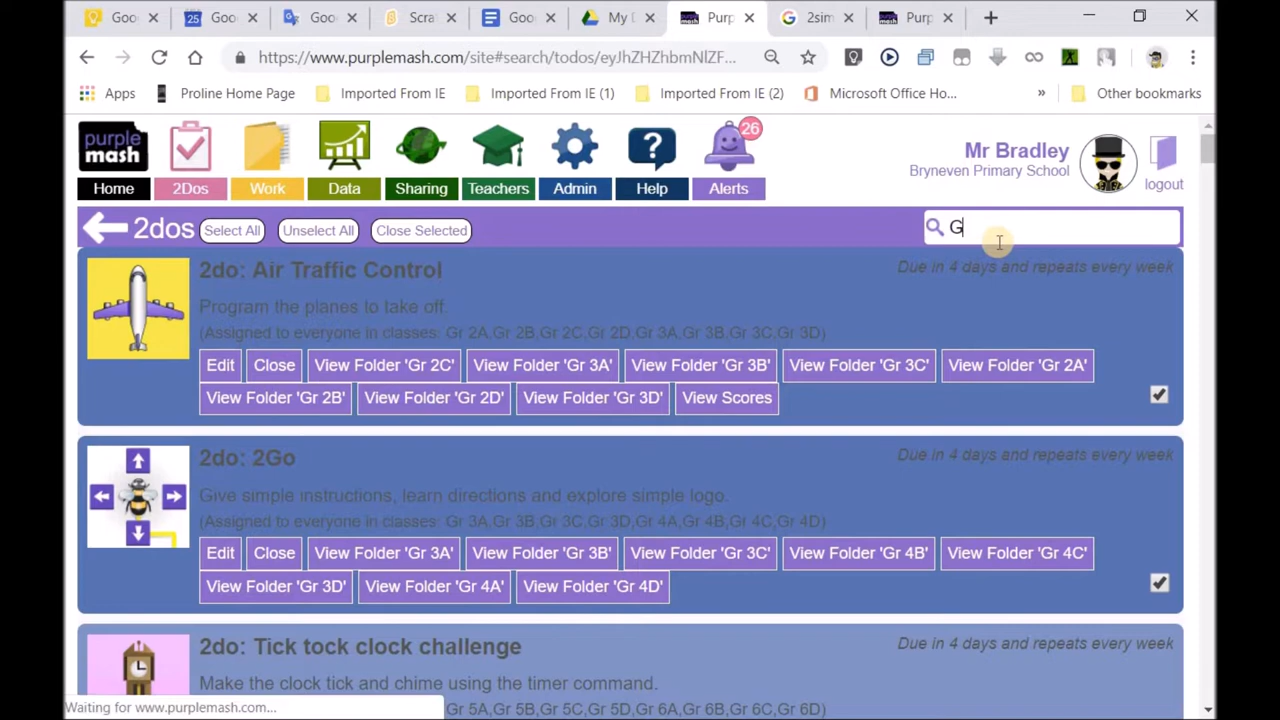 Goo
25 Goo
Goo
Scra
Goo
My D
Purp
2sim
Purp
https://www.purplemash.com/site#search/todos/eyJhZHZhbmNlZF...
Apps
Proline Home Page
Imported From IE
Imported From IE (1)
Imported From IE (2)
Microsoft Office Ho...
»
Other bookmarks
purple
mash
26
Mr Bradley
Bryneven Primary School
logout
Home
2Dos
Work
Data
Sharing
Teachers
Admin
Help
Alerts
2dos
Select All
Unselect All
Close Selected
G
2do: Air Traffic Control
Due in 4 days and repeats every week
Program the planes to take off.
(Assigned to everyone in classes: Gr 2A,Gr 2B,Gr 2C,Gr 2D,Gr 3A,Gr 3B,Gr 3C,Gr 3D)
Edit
Close
View Folder 'Gr 2C'
View Folder 'Gr 3A'
View Folder 'Gr 3B'
View Folder 'Gr 3C'
View Folder 'Gr 2A'
View Folder 'Gr 2B'
View Folder 'Gr 2D'
View Folder 'Gr 3D'
View Scores
2do: 2Go
Due in 4 days and repeats every week
Give simple instructions, learn directions and explore simple logo.
(Assigned to everyone in classes: Gr 3A,Gr 3B,Gr 3C,Gr 3D,Gr 4A,Gr 4B,Gr 4C,Gr 4D)
Edit
Close
View Folder 'Gr 3A'
View Folder 'Gr 3B'
View Folder 'Gr 3C'
View Folder 'Gr 4B'
View Folder 'Gr 4C'
View Folder 'Gr 3D'
View Folder 'Gr 4A'
View Folder 'Gr 4D'
2do: Tick tock clock challenge
Due in 4 days and repeats every week
Make the clock tick and chime using the timer command.
Gr 5A,Gr 5B,Gr 5C,Gr 5D,Gr 6A,Gr 6B,Gr 6C,Gr 6D)
Waiting for www.purplemash.com...